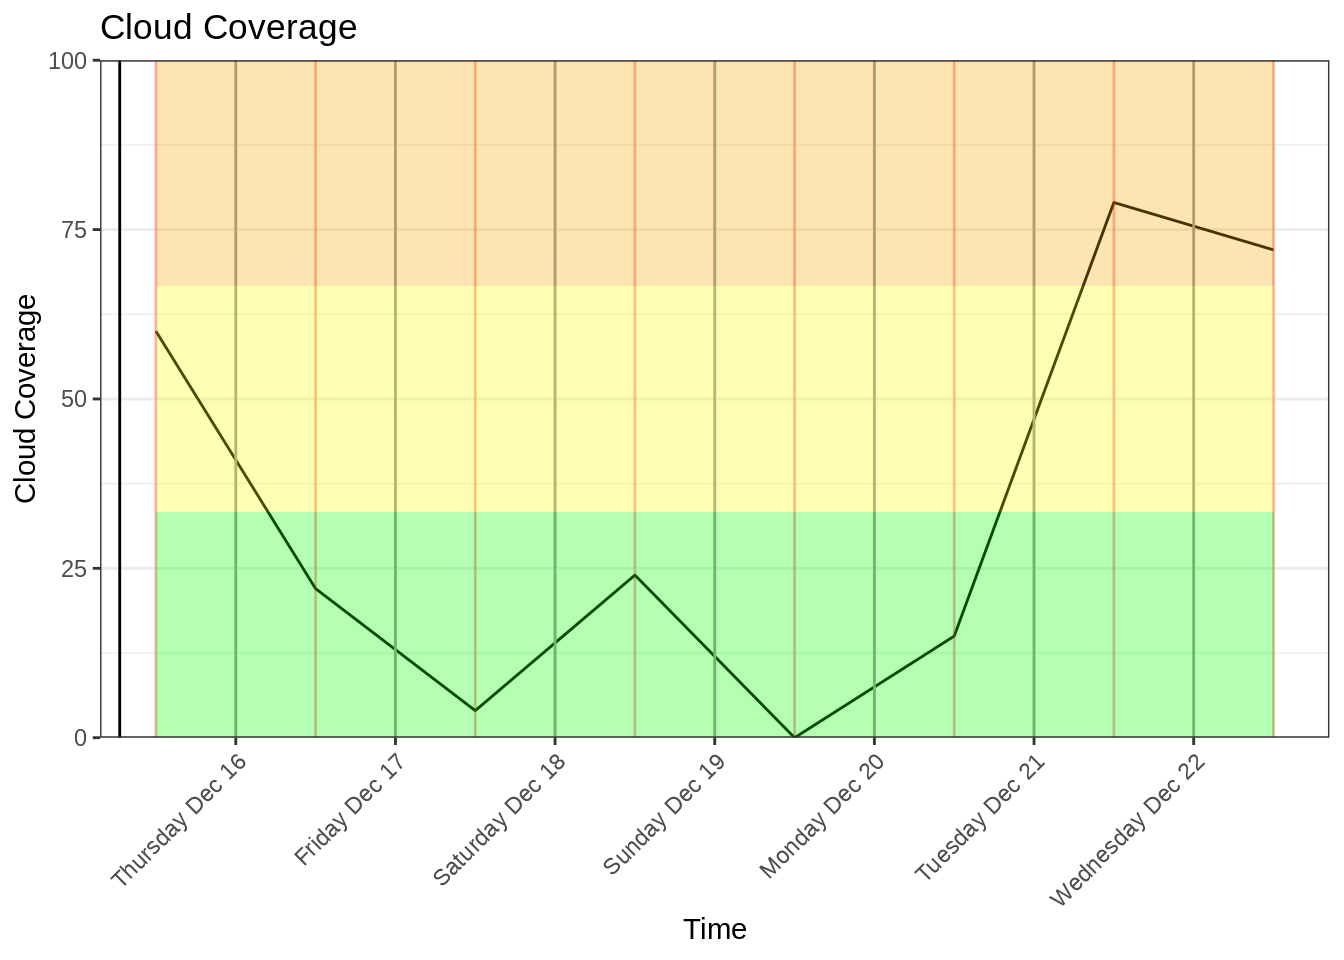 Cloud Coverage
100
75
50
25
0
Cloud Coverage
Thursday Dec 16
Friday Dec 17
Saturday Dec 18
Sunday Dec 19
Monday Dec 20
Tuesday Dec 21
Wednesday Dec 22
Time